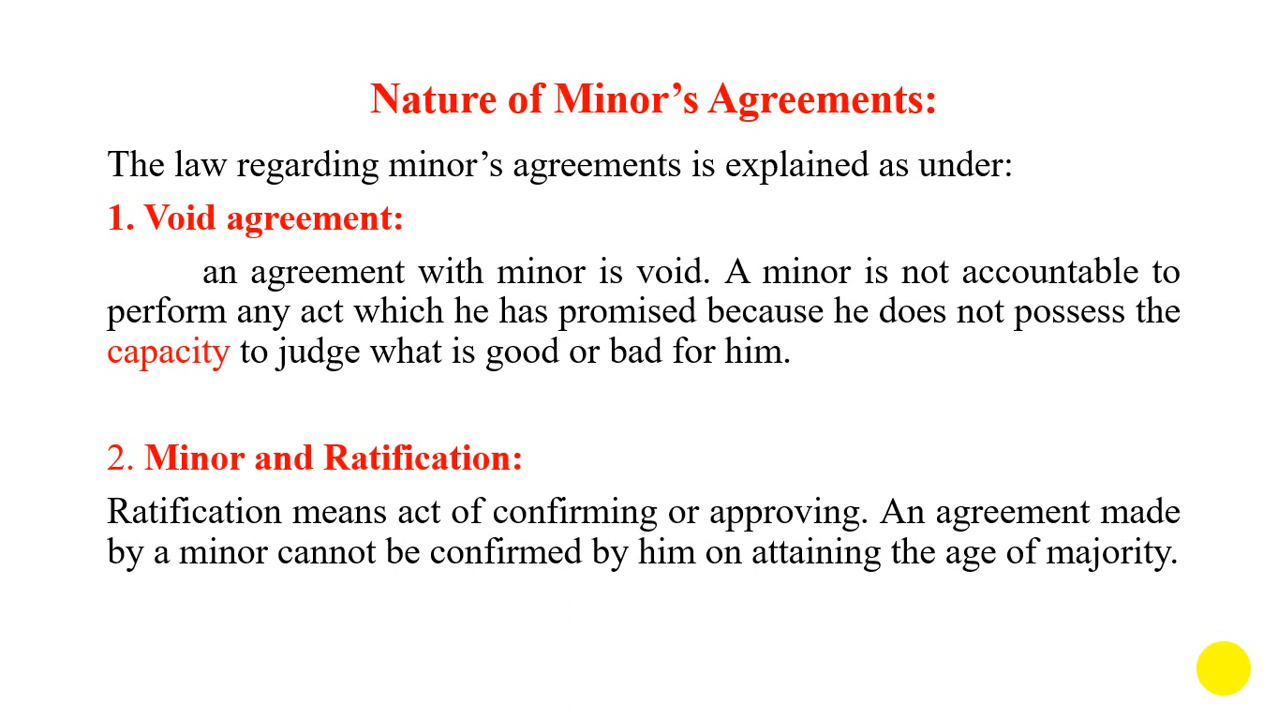 Nature of Minor’s Agreements:
The law regarding minor’s agreements is explained as under:
1. Void agreement:
an agreement with minor is void. A minor is not accountable to
perform any act which he has promised because he does not possess the
capacity to judge what is good or bad for him.
2. Minor and Ratification:
Ratification means act of confirming or approving. An agreement made
by a minor cannot be confirmed by him on attaining the age of majority.